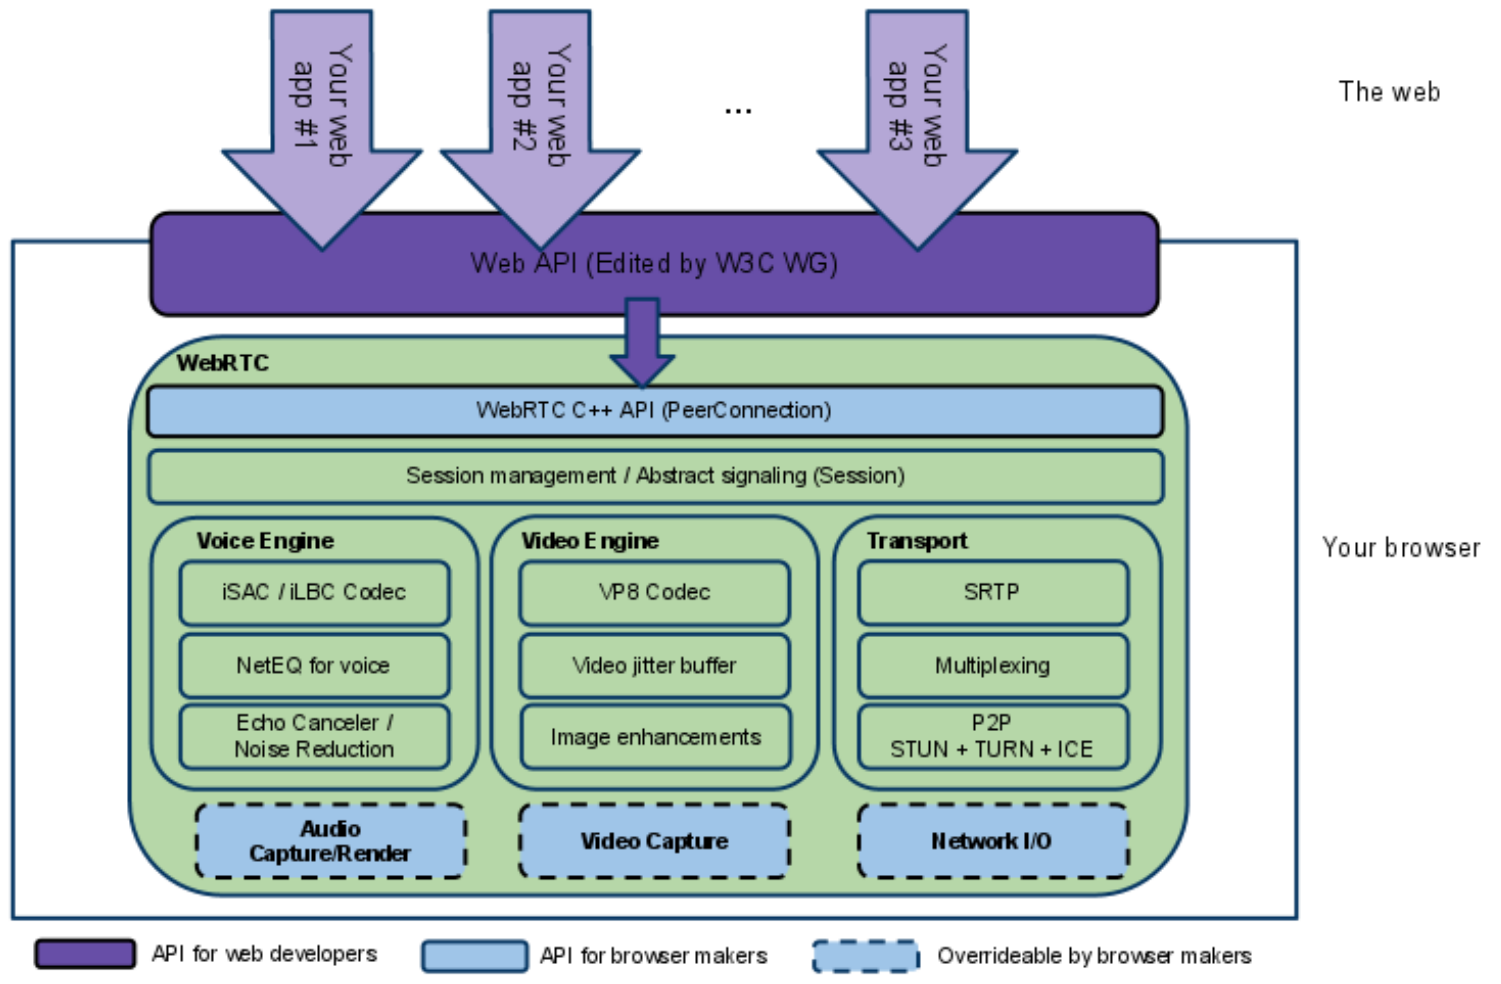 Your web
app #1
Your web
app #2
...
Your web
app #3
The web
Web API (Edited by W3C WG)
WebRTC
WebRTC C++ API (PeerConnection)
Session management / Abstract signaling (Session)
Your browser
Voice Engine
iSAC / iLBC Codec
NetEQ for voice
Echo Canceler /
Noise Reduction
Video Engine
VP8 Codec
Video jitter buffer
Image enhancements
Transport
SRTP
Multiplexing
P2P
STUN + TURN + ICE
Audio
Capture/Render
Video Capture
Network I/O
API for web developers
API for browser makers
Overrideable by browser makers